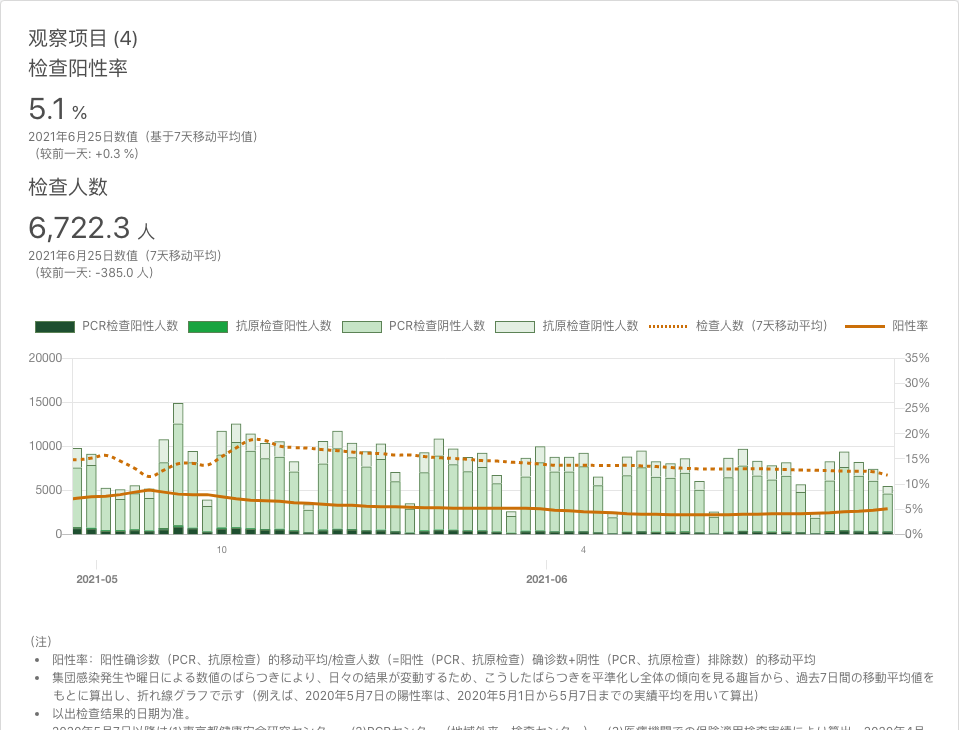 观察项目 (4)
检查阳性率
5.1 %
2021年6月25日数值（基于7天移动平均值）
（较前一天: +0.3 %）
检查人数
6,722.3 人
2021年6月25日数值（7天移动平均）
（较前一天: -385.0 人）
PCR检查阳性人数 抗原检查阳性人数 PCR检查阴性人数 抗原检查阴性人数 检查人数（7天移动平均） 阳性率
20000 35%
30%
15000 25%
20%
10000 15%
5000 10%
5%
0 0%
10 4
2021-05 2021-06
(注)
• 阳性率：阳性确诊数（PCR、抗原检查）的移动平均/检查人数（=阳性（PCR、抗原检查）确诊数+阴性（PCR、抗原检查）排除数）的移动平均
• 集団感染発生や曜日による数値のばらつきにより、日々の結果が変動するため、こうしたばらつきを平準化し全体の傾向を見る趣旨から、過去7日間の移動平均値を
もとに算出し、折れ線グラフで示す（例えば、2020年5月7日の陽性率は、2020年5月1日から5月7日までの実績平均を用いて算出）
• 以出检查结果的日期为准。